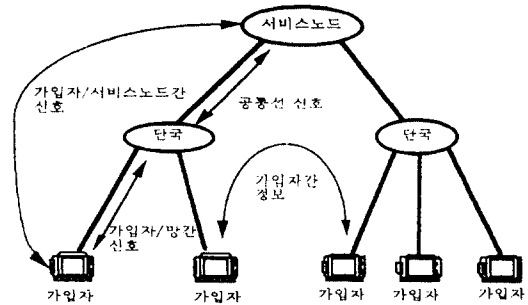 서비스노드
가입자/서비스노드간
신호
공통선 신호
단국
단국
가입자간
정보
가입자/망간
신호
가입자
가입자
가입자
가입자
가입자